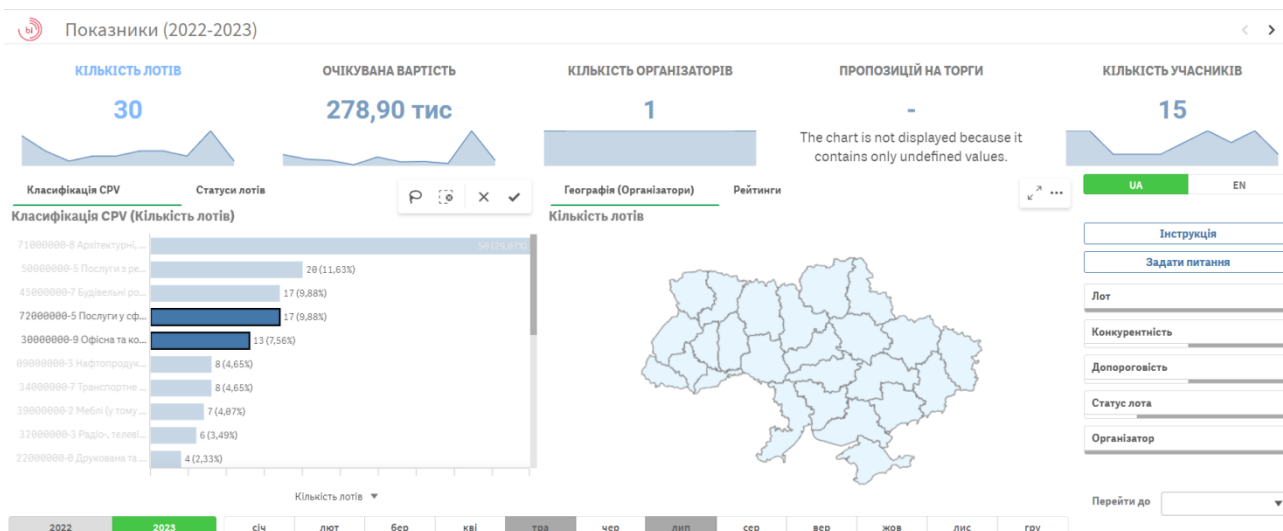 bi Показники (2022-2023)
КІЛЬКІСТЬ ЛОТІВ
30
ОЧІКУВАНА ВАРТІСТЬ
278,90 тис
КІЛЬКІСТЬ ОРГАНІЗАТОРІВ
1
ПРОПОЗИЦІЙ НА ТОРГИ
-
The chart is not displayed because it
contains only undefined values.
КІЛЬКІСТЬ УЧАСНИКІВ
15
Класифікація CPV Статуси лотів
Класифікація CPV (Кількість лотів)
71000000-8 Архітектурні,... 50 (29,07%)
50000000-5 Послуги з ре... 20 (11,63%)
45000000-7 Будівельні ро... 17 (9,88%)
72000000-5 Послуги у сф... 17 (9,88%)
30000000-9 Офісна та ко... 13 (7,56%)
09000000-3 Нафтопродук... 8 (4,65%)
34000000-7 Транспортне ... 8 (4,65%)
39000000-2 Меблі (у тому ... 7 (4,07%)
32000000-3 Радіо-, телеві... 6 (3,49%)
22000000-0 Друкована та ... 4 (2,33%)
Кількість лотів
Географія (Організатори) Рейтинги
Кількість лотів
UA EN
Інструкція
Задати питання
Лот
Конкурентність
Допороговість
Статус лота
Організатор
Перейти до
2022 2023 січ лют бер кві тра чер лип сер вер жов лис гру